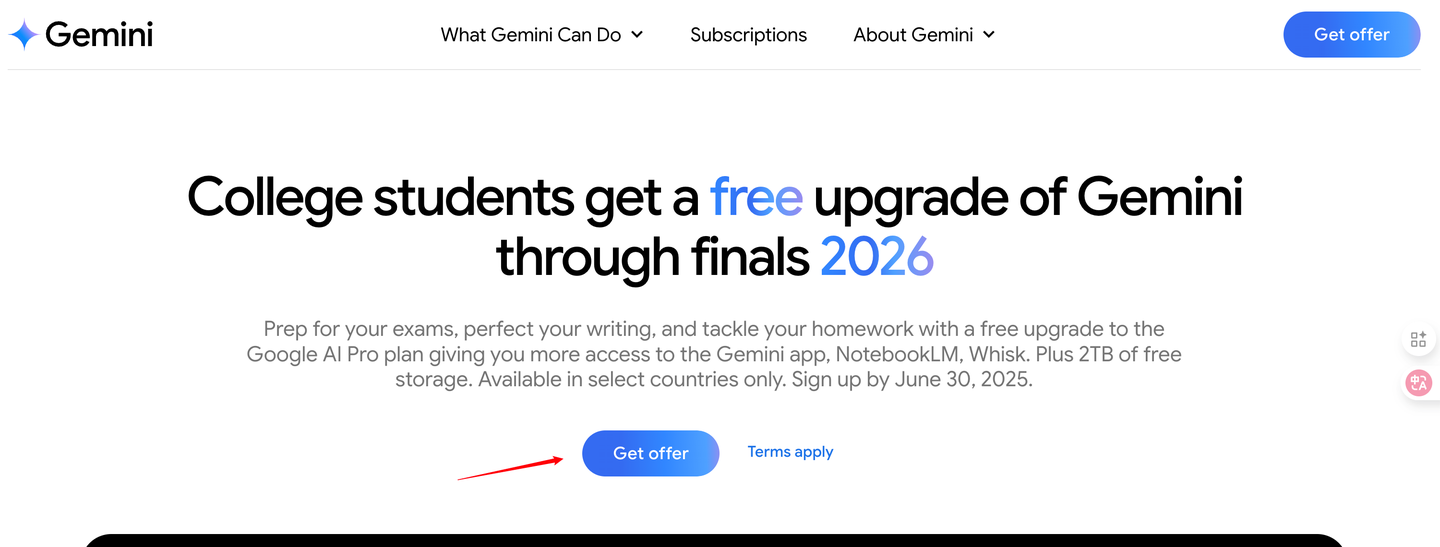 Gemini
What Gemini Can Do
Subscriptions
About Gemini
Get offer
College students get a free upgrade of Gemini
through finals 2026
Prep for your exams, perfect your writing, and tackle your homework with a free upgrade to the
Google AI Pro plan giving you more access to the Gemini app, NotebookLM, Whisk. Plus 2TB of free
storage. Available in select countries only. Sign up by June 30, 2025.
Get offer
Terms apply
中
A